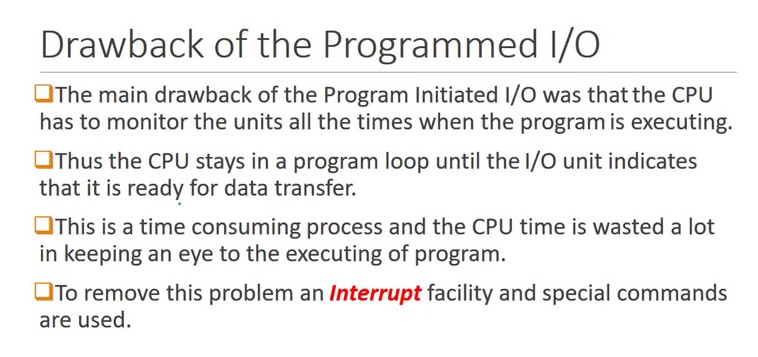 Drawback of the Programmed I/O
The main drawback of the Program Initiated I/O was that the CPU
has to monitor the units all the times when the program is executing.
Thus the CPU stays in a program loop until the I/O unit indicates
that it is ready for data transfer.
This is a time consuming process and the CPU time is wasted a lot
in keeping an eye to the executing of program.
To remove this problem an Interrupt facility and special commands
are used.